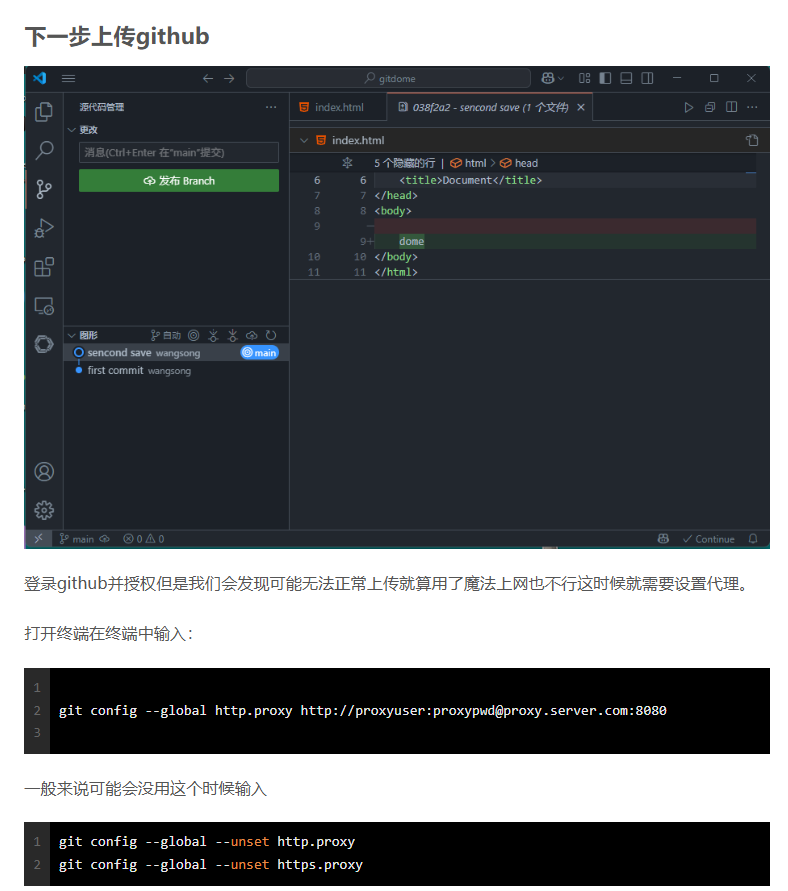 下一步上传github
gitdome
源代码管理
index.html
038f2a2 - sencond save (1 个文件)
更改
消息(Ctrl+Enter 在"main"提交)
发布 Branch
index.html
5 个隐藏的行 | html > head
6 6 <title>Document</title>
7 7 </head>
8 8 <body>
9 −
9+ dome
10 10 </body>
11 11 </html>
图形
自动
sencond save wangsong
main
first commit wangsong
main
0 0
Continue
登录github并授权但是我们会发现可能无法正常上传就算用了魔法上网也不行这时候就需要设置代理。
打开终端在终端中输入：
1
2 git config --global http.proxy http://proxyuser:proxypwd@proxy.server.com:8080
3
一般来说可能会没用这个时候输入
1 git config --global --unset http.proxy
2 git config --global --unset https.proxy